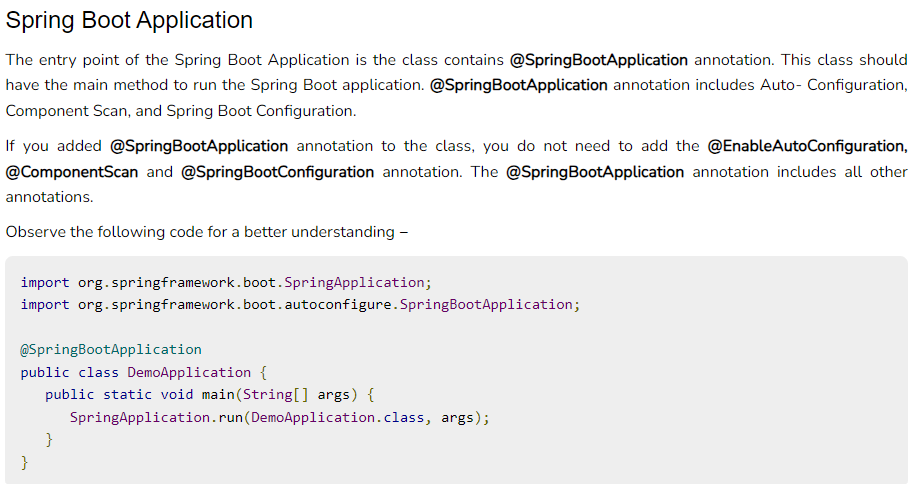 Spring Boot Application
The entry point of the Spring Boot Application is the class contains @SpringBootApplication annotation. This class should
have the main method to run the Spring Boot application. @SpringBootApplication annotation includes Auto- Configuration,
Component Scan, and Spring Boot Configuration.
If you added @SpringBootApplication annotation to the class, you do not need to add the @EnableAutoConfiguration,
@ComponentScan and @SpringBootConfiguration annotation. The @SpringBootApplication annotation includes all other
annotations.
Observe the following code for a better understanding −
import org.springframework.boot.SpringApplication;
import org.springframework.boot.autoconfigure.SpringBootApplication;
@SpringBootApplication
public class DemoApplication {
   public static void main(String[] args) {
      SpringApplication.run(DemoApplication.class, args);
   }
}